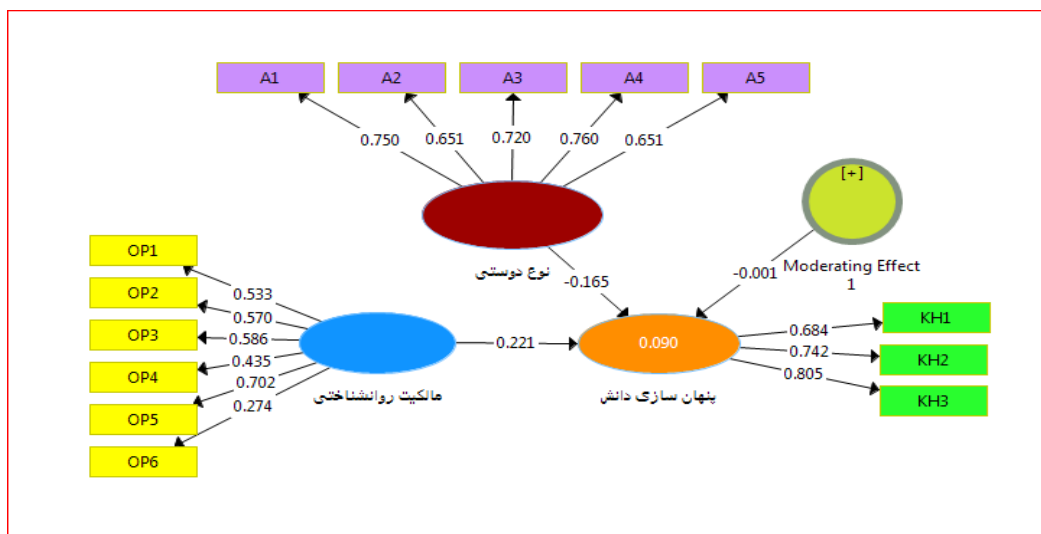 A1 A2 A3 A4 A5
0.750 0.651 0.720 0.760 0.651
[+]
نوع دوستی
Moderating Effect
1
-0.165
-0.001
OP1
OP2
OP3
OP4
OP5
OP6
0.533
0.570
0.586
0.435
0.702
0.274
مالکیت روانشناختی
0.221
0.090
پنهان سازی دانش
0.684
0.742
0.805
KH1
KH2
KH3